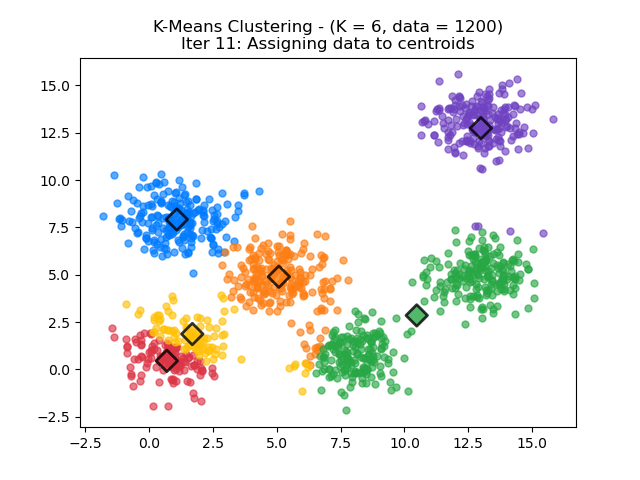 K-Means Clustering - (K = 6, data = 1200)
Iter 11: Assigning data to centroids
15.0
12.5
10.0
7.5
5.0
2.5
0.0
−2.5
−2.5 0.0 2.5 5.0 7.5 10.0 12.5 15.0